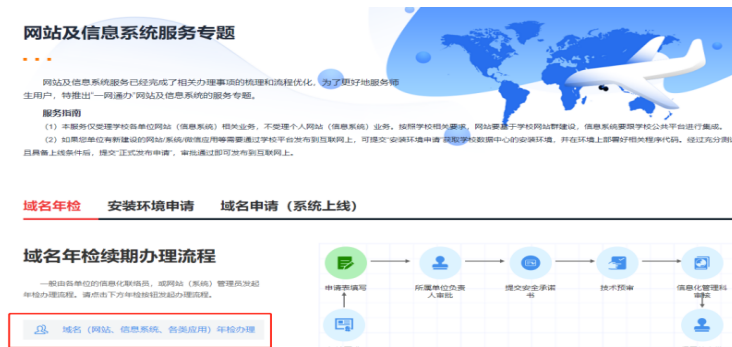 网站及信息系统服务专题
网站及信息系统服务已经完成了相关办理事项的梳理和流程优化，为了更好地服务师
生用户，特推出“一网通办”网站及信息系统的服务专题。
服务指南
（1）本服务仅受理学校各单位网站（信息系统）相关业务，不受理个人网站（信息系统）业务。按照学校相关要求，网站要基于学校网站群建设，信息系统要跟学校公共平台进行集成。
（2）如果您单位有新建设的网站/系统/微信应用等需要通过学校平台发布到互联网上，可提交“安装环境申请”获取学校数据中心的安装环境，并在环境上部署好相关程序代码。经过充分测试
且具备上线条件后，提交“正式发布申请”，审批通过即可发布到互联网上。
域名年检 安装环境申请 域名申请（系统上线）
域名年检续期办理流程
一般由各单位的信息化联络员，或网站（系统）管理员发起
年检办理流程。请点击下方年检按钮发起办理流程。
域名（网站、信息系统、各类应用）年检办理
申请表填写 所属单位负责 提交安全承诺 技术预审 信息化管理科
人审批 书 审核